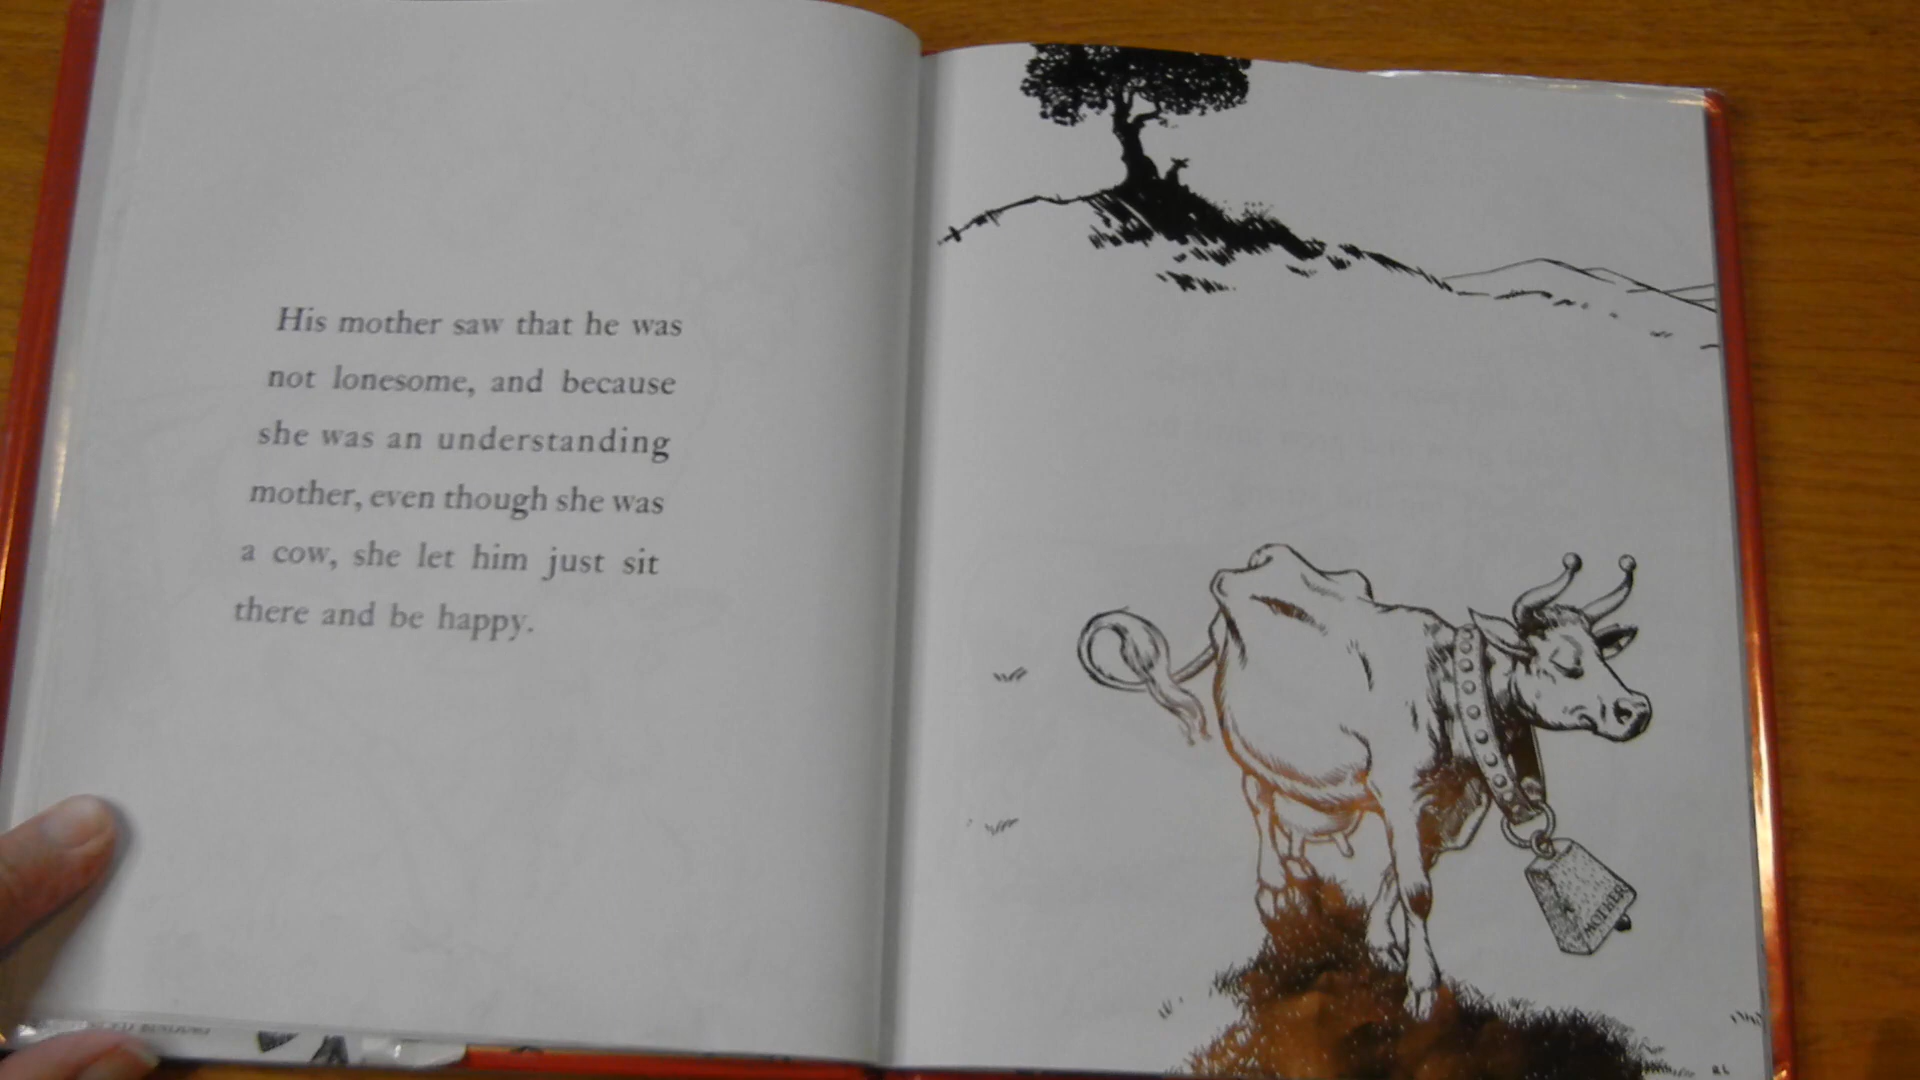 His mother saw that he was
not lonesome, and because
she was an understanding
mother, even though she was
a cow, she let him just sit
there and be happy.
MOTHER
RL